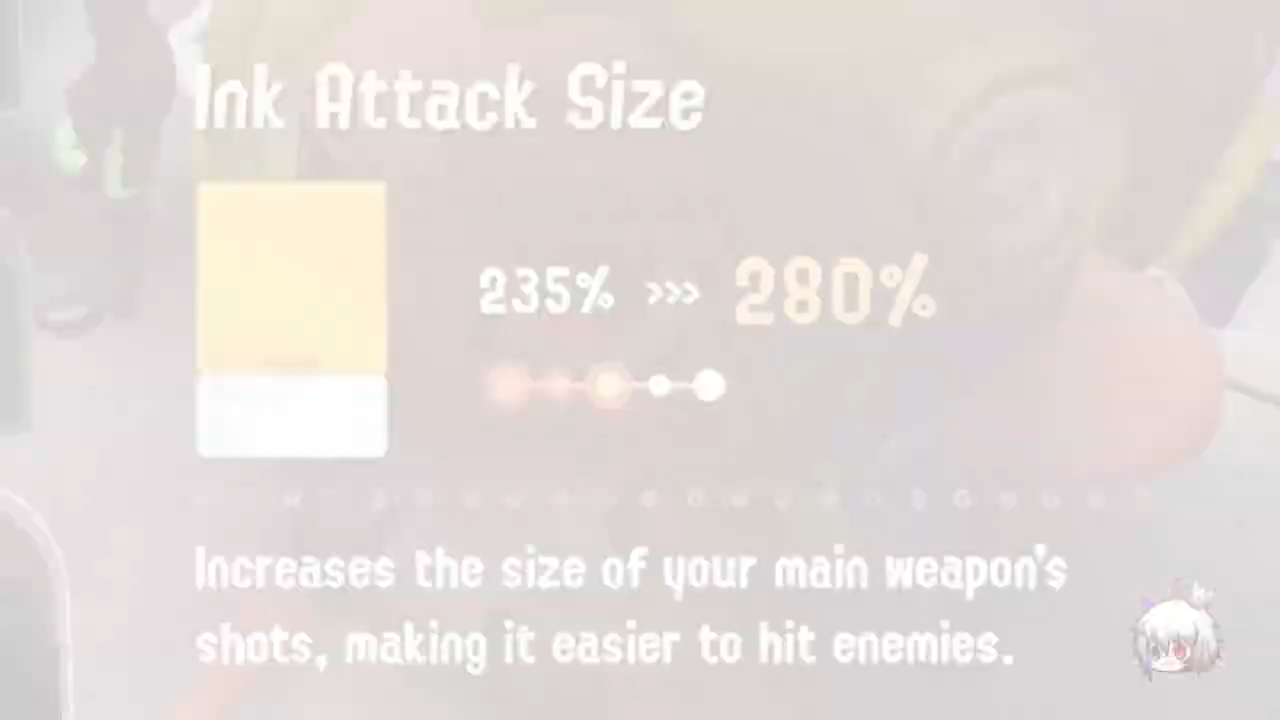 Ink Attack Size
235% >>> 280%
Increases the size of your main weapon's
shots, making it easier to hit enemies.